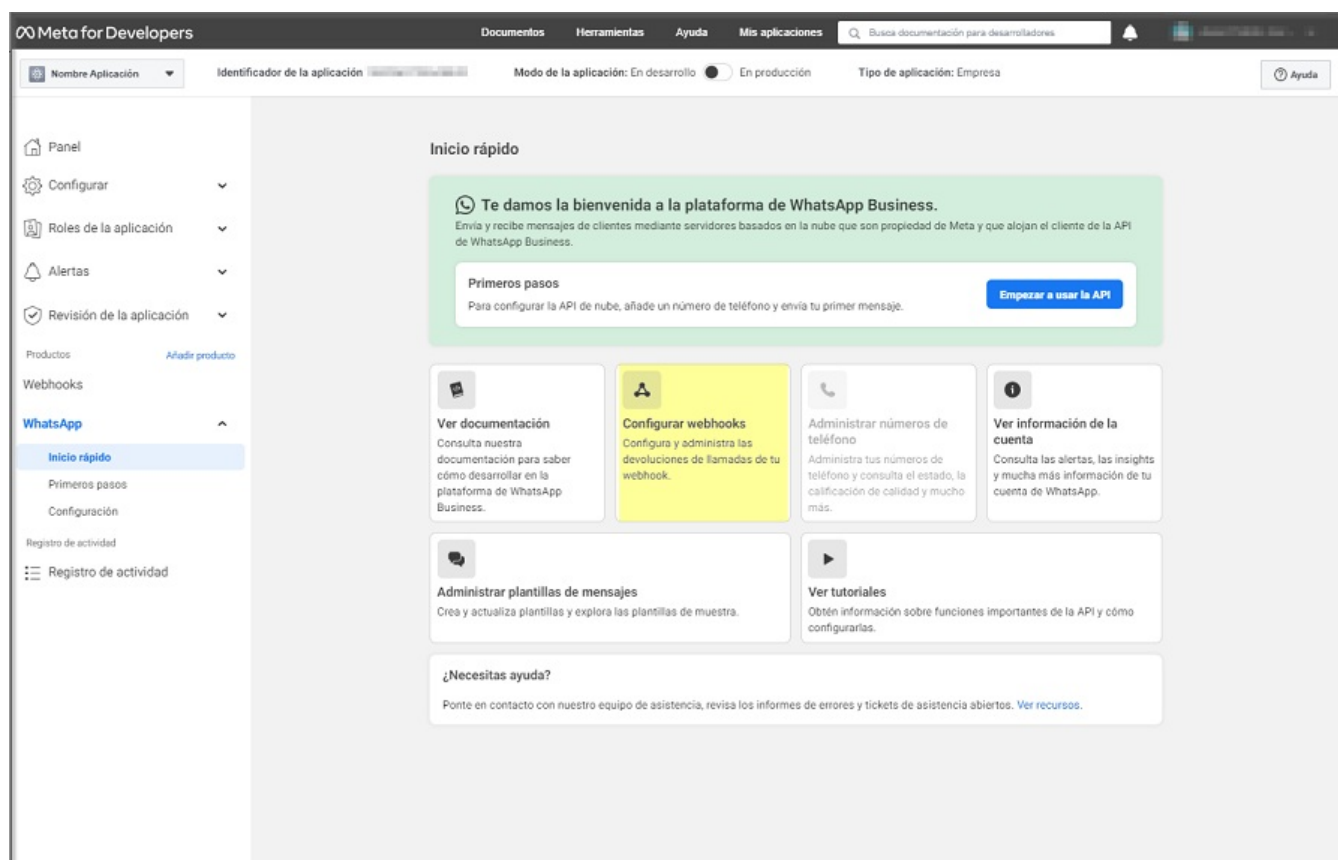 Meta for Developers
Documentos Herramientas Ayuda Mis aplicaciones Busca documentación para desarrolladores
Nombre Aplicación Identificador de la aplicación Modo de la aplicación: En desarrollo En producción Tipo de aplicación: Empresa Ayuda
Panel
Configurar
Roles de la aplicación
Alertas
Revisión de la aplicación
Productos Añadir producto
Webhooks
WhatsApp
Inicio rápido
Primeros pasos
Configuración
Registro de actividad
Registro de actividad
Inicio rápido
Te damos la bienvenida a la plataforma de WhatsApp Business.
Envía y recibe mensajes de clientes mediante servidores basados en la nube que son propiedad de Meta y que alojan el cliente de la API
de WhatsApp Business.
Primeros pasos
Para configurar la API de nube, añade un número de teléfono y envía tu primer mensaje.
Empezar a usar la API
Ver documentación
Consulta nuestra
documentación para saber
cómo desarrollar en la
plataforma de WhatsApp
Business.
Configurar webhooks
Configura y administra las
devoluciones de llamadas de tu
webhook.
Administrar números de
teléfono
Administra tus números de
teléfono y consulta el estado, la
calificación de calidad y mucho
más.
Ver información de la
cuenta
Consulta las alertas, las insights
y mucha más información de tu
cuenta de WhatsApp.
Administrar plantillas de mensajes
Crea y actualiza plantillas y explora las plantillas de muestra.
Ver tutoriales
Obtén información sobre funciones importantes de la API y cómo
configurarlas.
¿Necesitas ayuda?
Ponte en contacto con nuestro equipo de asistencia, revisa los informes de errores y tickets de asistencia abiertos. Ver recursos.